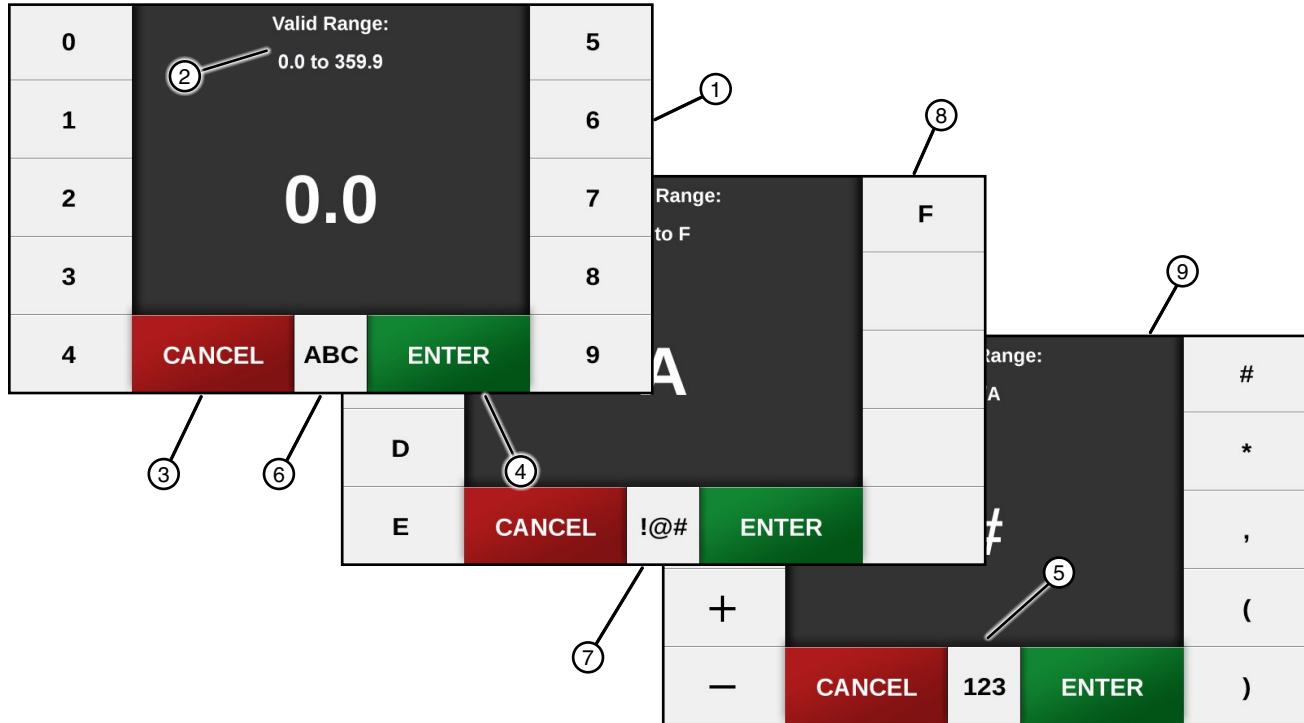 0
1
2
3
4
Valid Range:
0.0 to 359.9
0.0
CANCEL
ABC
ENTER
5
6
7
8
9
1
2
3
6
4
8
D
E
Range:
to F
A
CANCEL
!@#
ENTER
F
7
9
+
−
Range:
A
#
5
CANCEL
123
ENTER
#
*
,
(
)